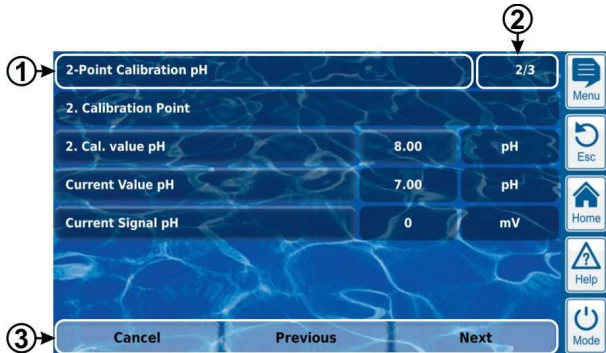 2
1
2-Point Calibration pH 2/3
Menu
2. Calibration Point
2. Cal. value pH 8.00 pH
Esc
Current Value pH 7.00 pH
Current Signal pH 0 mV
Home
?
Help
3
Cancel Previous Next
Mode